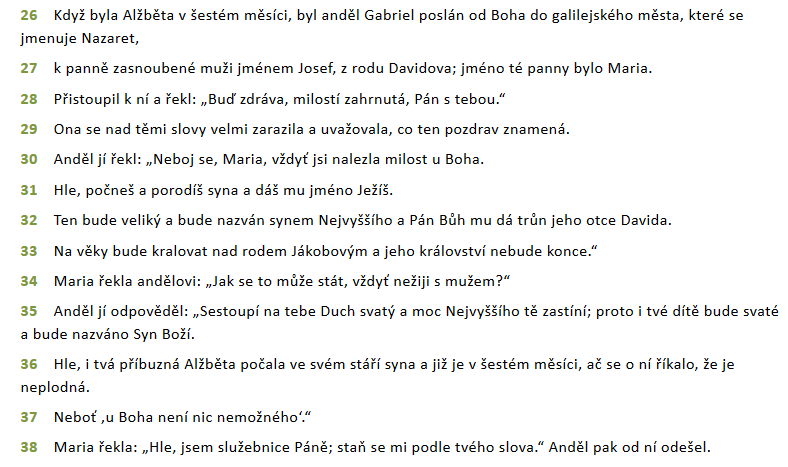 26 Když byla Alžběta v šestém měsíci, byl anděl Gabriel poslán od Boha do galilejského města, které se
jmenuje Nazaret,
27 k panně zasnoubené muži jménem Josef, z rodu Davidova; jméno té panny bylo Maria.
28 Přistoupil k ní a řekl: „Buď zdráva, milostí zahrnutá, Pán s tebou.“
29 Ona se nad těmi slovy velmi zarazila a uvažovala, co ten pozdrav znamená.
30 Anděl jí řekl: „Neboj se, Maria, vždyť jsi nalezla milost u Boha.
31 Hle, počneš a porodíš syna a dáš mu jméno Ježíš.
32 Ten bude veliký a bude nazván synem Nejvyššího a Pán Bůh mu dá trůn jeho otce Davida.
33 Na věky bude kralovat nad rodem Jákobovým a jeho království nebude konce.“
34 Maria řekla andělovi: „Jak se to může stát, vždyť nežiji s mužem?“
35 Anděl jí odpověděl: „Sestoupí na tebe Duch svatý a moc Nejvyššího tě zastíní; proto i tvé dítě bude svaté
a bude nazváno Syn Boží.
36 Hle, i tvá příbuzná Alžběta počala ve svém stáří syna a již je v šestém měsíci, ač se o ní říkalo, že je
neplodná.
37 Neboť ‚u Boha není nic nemožného‘.“
38 Maria řekla: „Hle, jsem služebnice Páně; staň se mi podle tvého slova.“ Anděl pak od ní odešel.